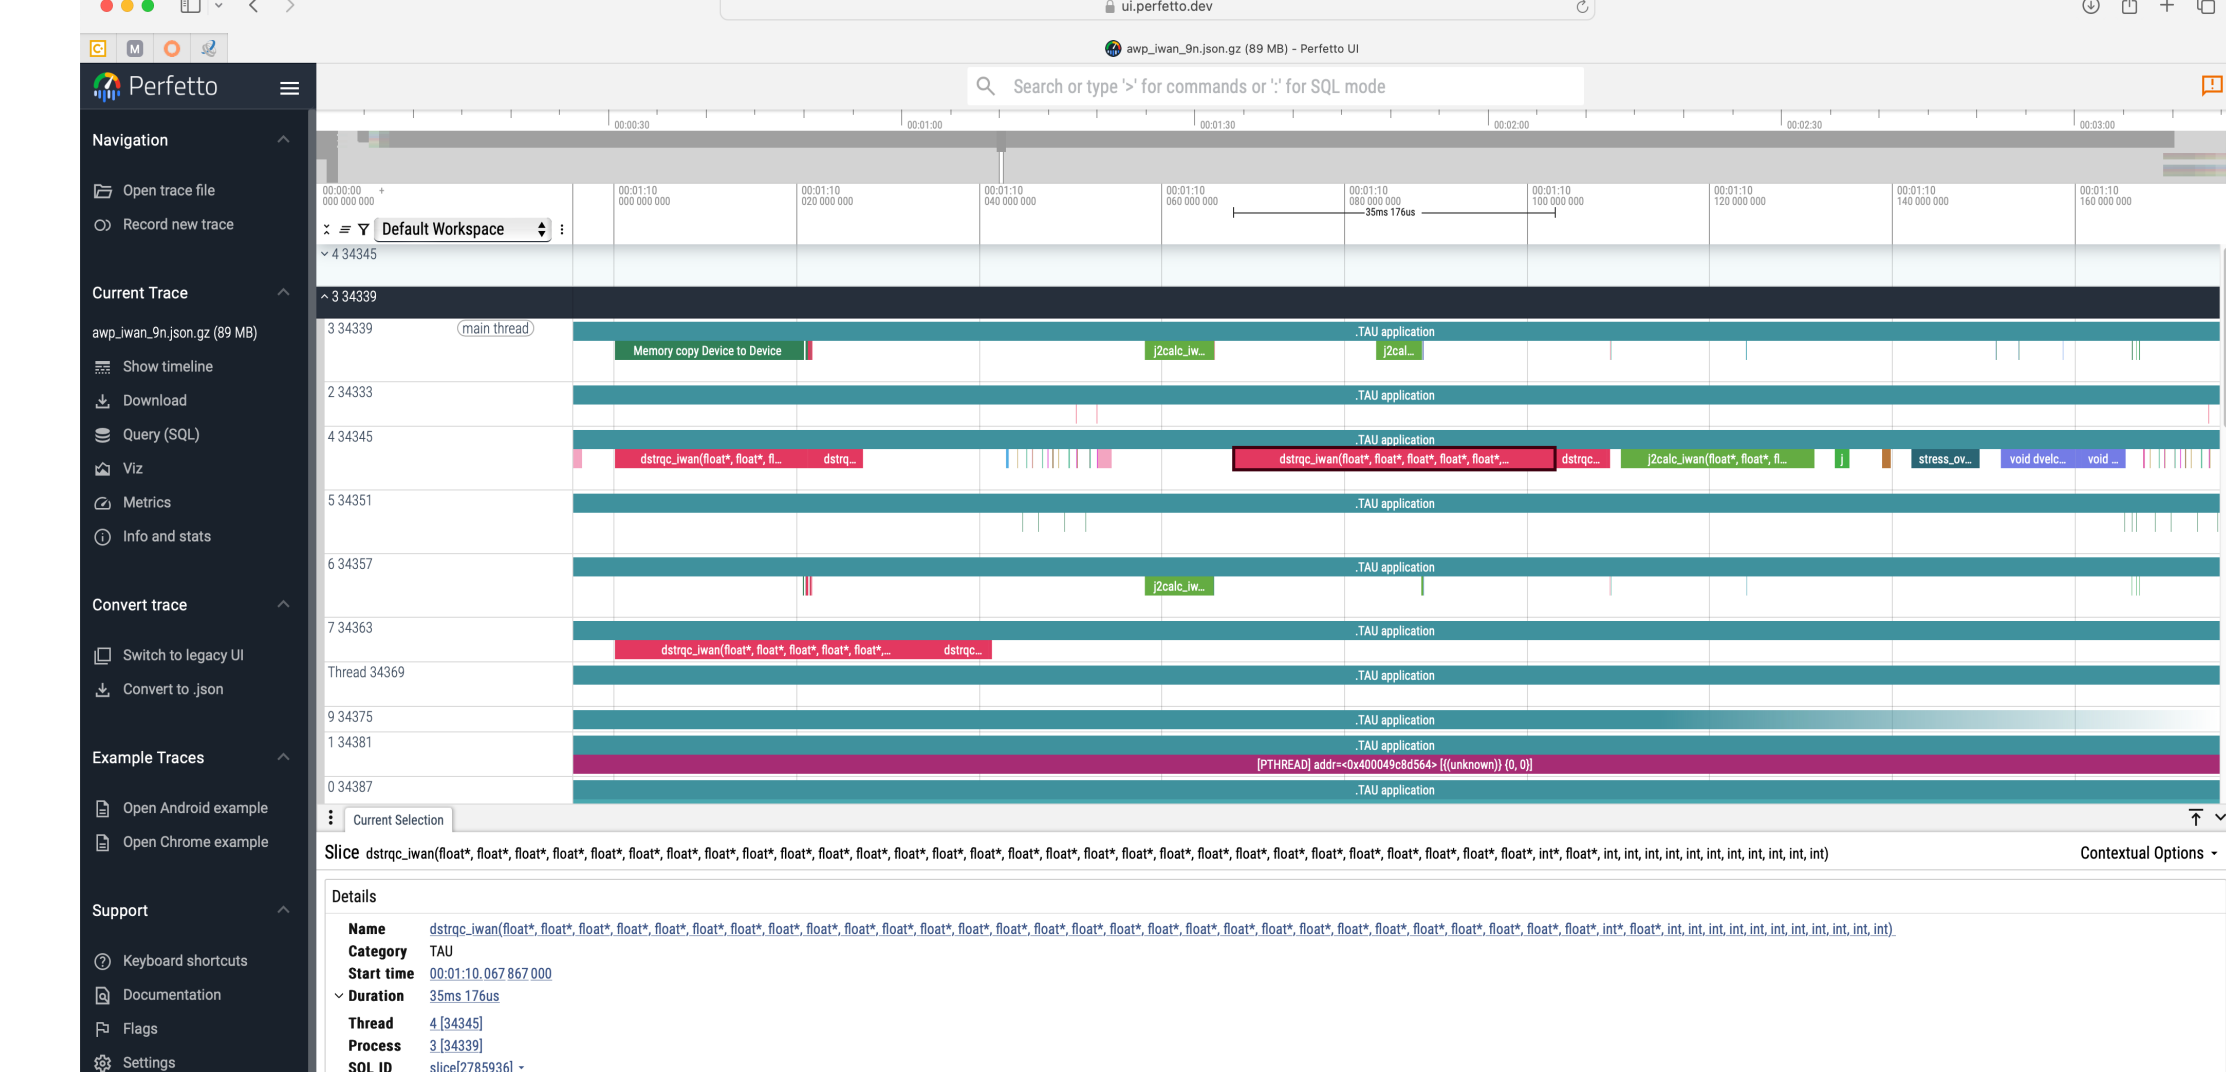 ui.perfetto.dev
awp_iwan_9n.json.gz (89 MB) - Perfetto UI
Perfetto
Search or type '>' for commands or ':' for SQL mode
Navigation
Open trace file
Record new trace
Current Trace
awp_iwan_9n.json.gz (89 MB)
Show timeline
Download
Query (SQL)
Viz
Metrics
Info and stats
Convert trace
Switch to legacy UI
Convert to .json
Example Traces
Open Android example
Open Chrome example
Support
Keyboard shortcuts
Documentation
Flags
Settings
00:00:30 00:01:00 00:01:30 00:02:00 00:02:30 00:03:00
00:00:00 + 00:01:10 00:01:10 00:01:10 00:01:10 00:01:10 00:01:10 00:01:10 00:01:10 00:01:10
000 000 000 000 000 000 020 000 000 040 000 000 060 000 000 080 000 000 100 000 000 120 000 000 140 000 000 160 000 000
35ms 176us
Default Workspace
4 34345
3 34339
3 34339 main thread .TAU application
Memory copy Device to Device j2calc_iw... j2cal...
2 34333 .TAU application
4 34345 .TAU application
dstrqc_iwan(float*, float*, fl... dstrq... dstrqc_iwan(float*, float*, float*, float*, float*,... dstrqc... j2calc_iwan(float*, float*, fl... j stress_ov... void dvelc... void ...
5 34351 .TAU application
6 34357 .TAU application
j2calc_iw...
7 34363 .TAU application
dstrqc_iwan(float*, float*, float*, float*, float*,... dstrqc...
Thread 34369 .TAU application
9 34375 .TAU application
1 34381 .TAU application
[PTHREAD] addr=<0x400049c8d564> [{(unknown)} {0, 0}]
0 34387 .TAU application
Current Selection
Slice dstrqc_iwan(float*, float*, float*, float*, float*, float*, float*, float*, float*, float*, float*, float*, float*, float*, float*, float*, float*, float*, float*, float*, float*, float*, float*, float*, float*, float*, float*, float*, float*, int*, float*, int, int, int, int, int, int, int, int, int, int, int)
Contextual Options
Details
Name dstrqc_iwan(float*, float*, float*, float*, float*, float*, float*, float*, float*, float*, float*, float*, float*, float*, float*, float*, float*, float*, float*, float*, float*, float*, float*, float*, float*, float*, float*, float*, float*, int*, float*, int, int, int, int, int, int, int, int, int, int, int)
Category TAU
Start time 00:01:10.067 867 000
Duration 35ms 176us
Thread 4 [34345]
Process 3 [34339]
SQL ID slice[2785936]